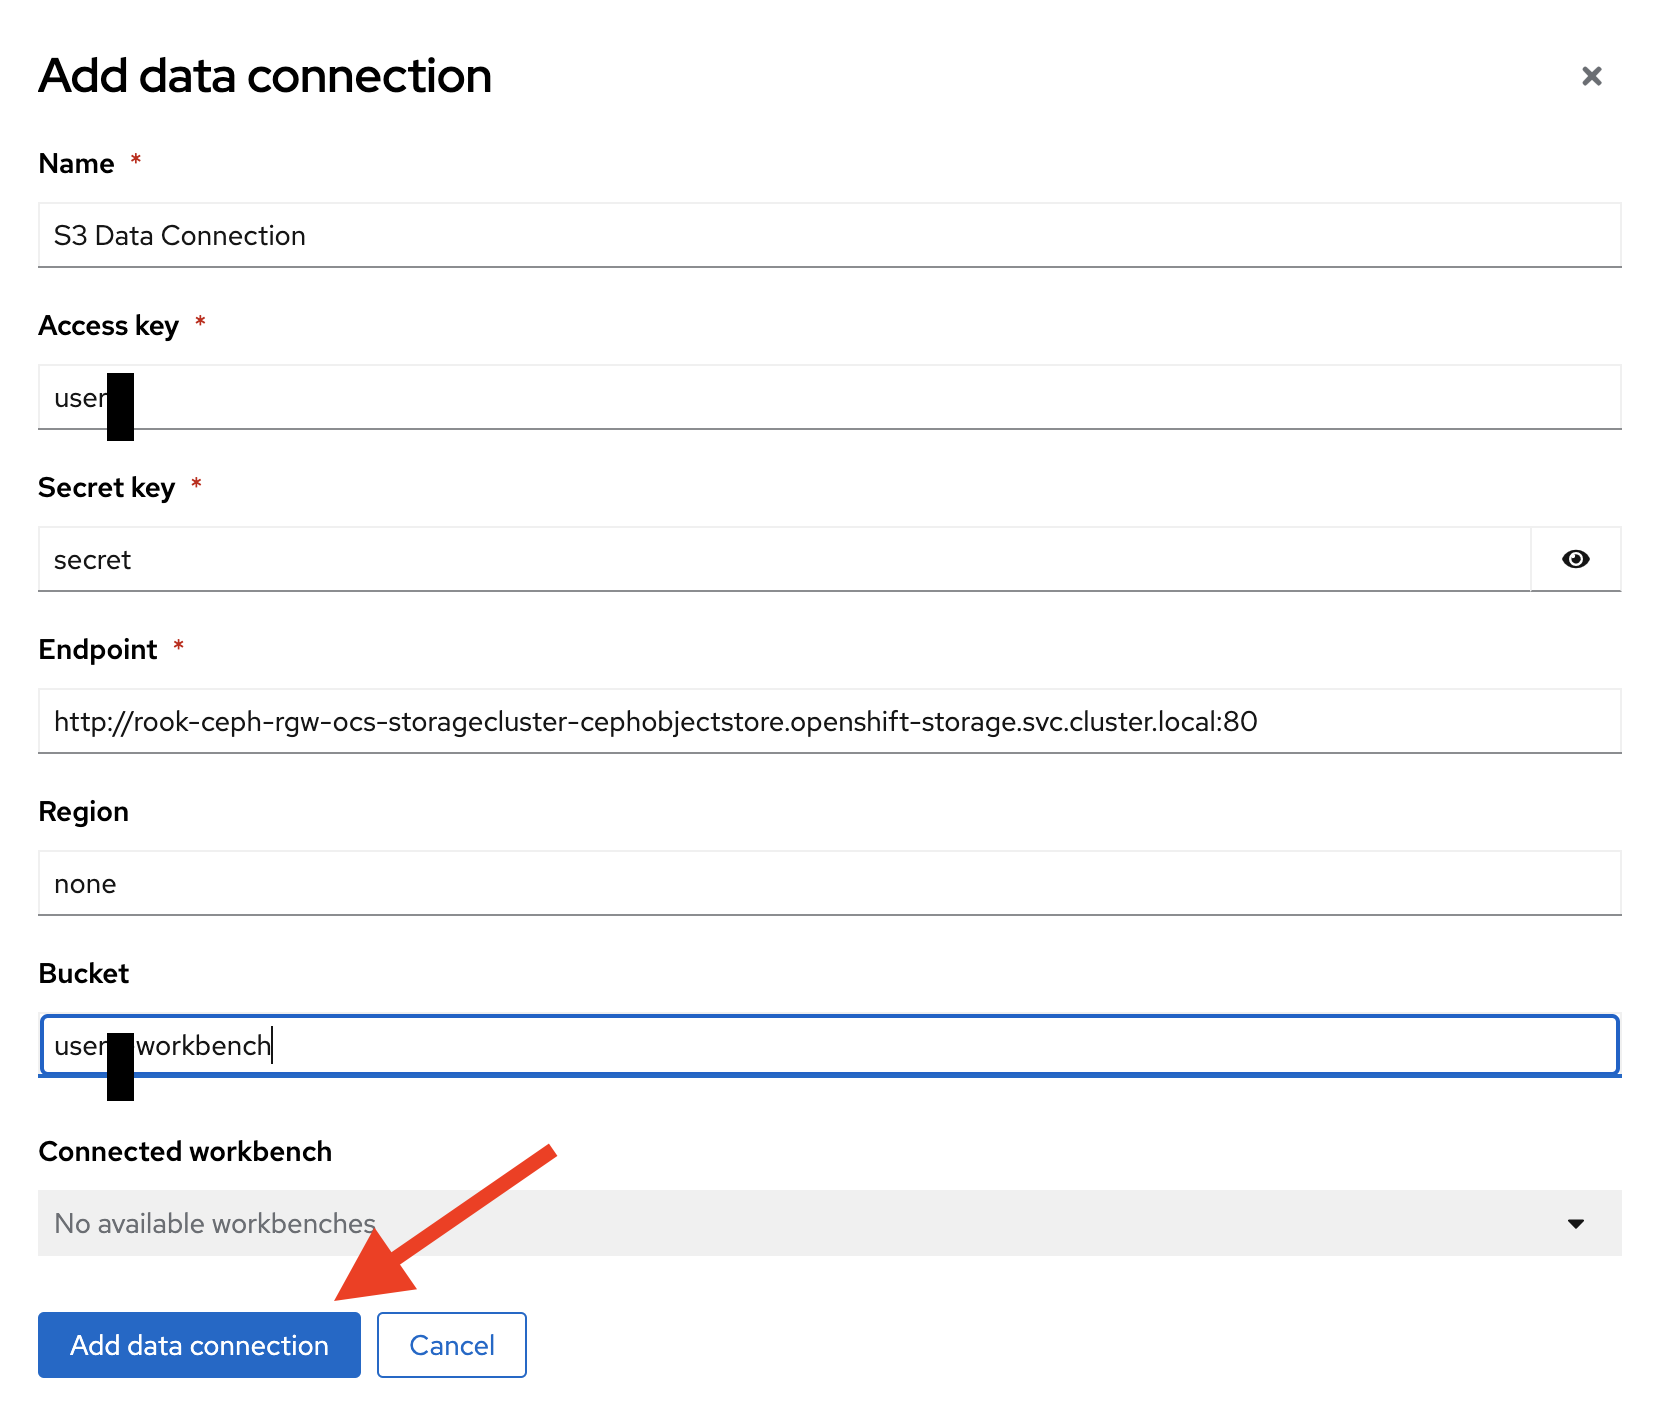 Add data connection
Name *
S3 Data Connection
Access key *
user
Secret key *
secret
Endpoint *
http://rook-ceph-rgw-ocs-storagecluster-cephobjectstore.openshift-storage.svc.cluster.local:80
Region
none
Bucket
user workbench
Connected workbench
No available workbenches
Add data connection
Cancel